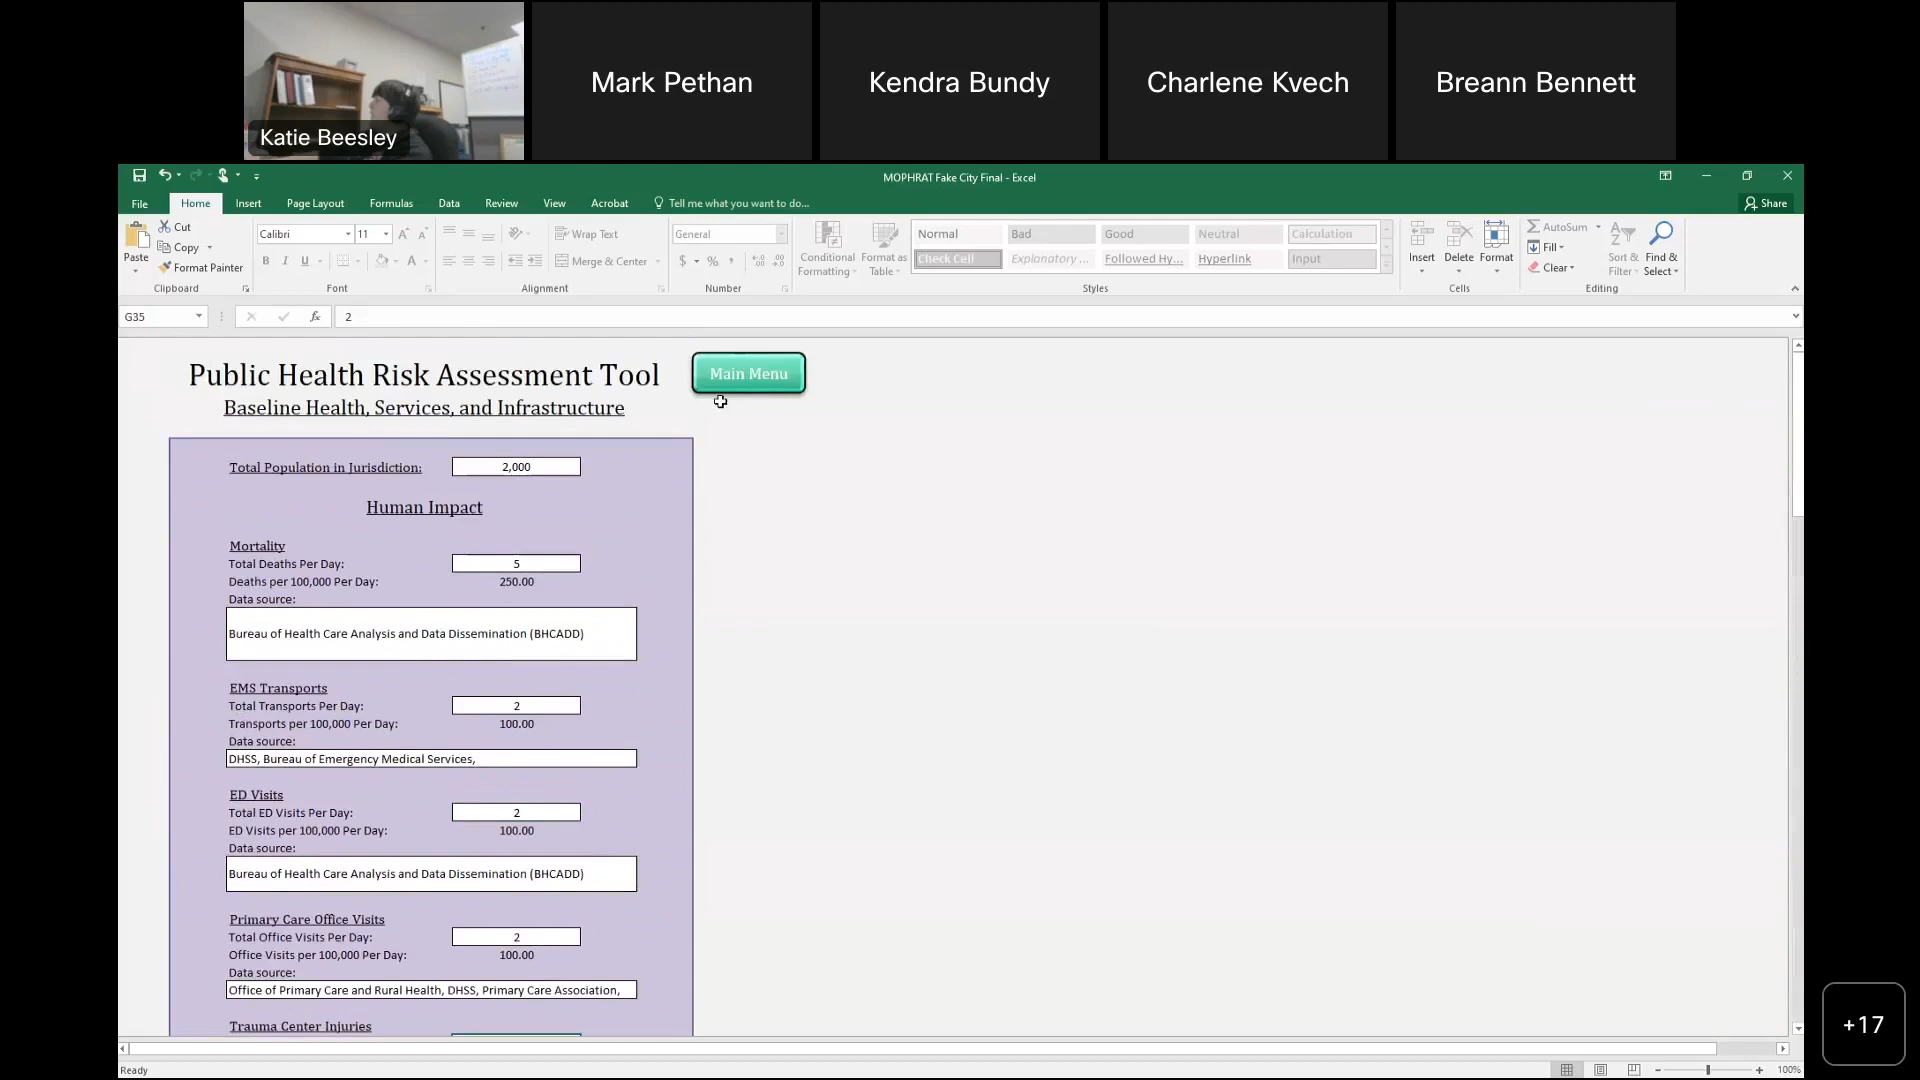 Katie Beesley
Mark Pethan
Kendra Bundy
Charlene Kvech
Breann Bennett
MOPHRAT Fake City Final - Excel
File Home Insert Page Layout Formulas Data Review View Acrobat Tell me what you want to do... Share
Paste
Cut
Copy
Format Painter
Clipboard
Calibri 11
B I U
Font
Wrap Text
Merge & Center
Alignment
General
$ % ,
Number
Conditional Formatting
Format as Table
Normal Bad Good Neutral Calculation
Check Cell Explanatory ... Followed Hy... Hyperlink Input
Styles
Insert Delete Format
Cells
AutoSum
Fill
Clear
Sort & Filter
Find & Select
Editing
G35 fx 2
Public Health Risk Assessment Tool
Main Menu
Baseline Health, Services, and Infrastructure
Total Population in Jurisdiction: 2,000
Human Impact
Mortality
Total Deaths Per Day: 5
Deaths per 100,000 Per Day: 250.00
Data source:
Bureau of Health Care Analysis and Data Dissemination (BHCADD)
EMS Transports
Total Transports Per Day: 2
Transports per 100,000 Per Day: 100.00
Data source:
DHSS, Bureau of Emergency Medical Services,
ED Visits
Total ED Visits Per Day: 2
ED Visits per 100,000 Per Day: 100.00
Data source:
Bureau of Health Care Analysis and Data Dissemination (BHCADD)
Primary Care Office Visits
Total Office Visits Per Day: 2
Office Visits per 100,000 Per Day: 100.00
Data source:
Office of Primary Care and Rural Health, DHSS, Primary Care Association,
Trauma Center Injuries
+17
Ready
100%